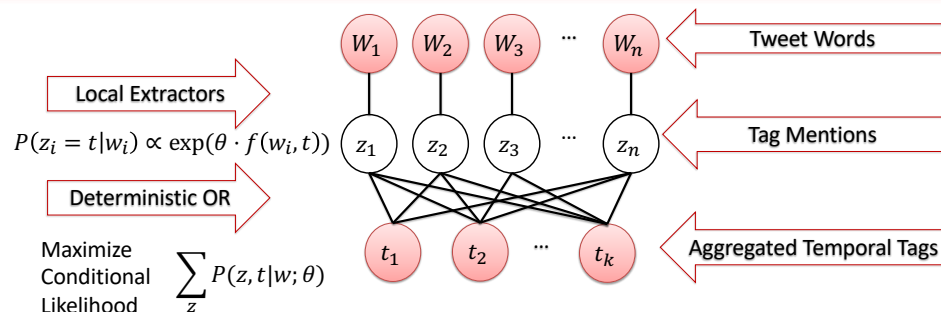 W₁ W₂ W₃ ... Wₙ
Tweet Words
Local Extractors
P(zᵢ = t|wᵢ) ∝ exp(θ · f(wᵢ, t))
z₁ z₂ z₃ ... zₙ
Tag Mentions
Deterministic OR
t₁ t₂ ... tₖ
Aggregated Temporal Tags
Maximize
Conditional
Likelihood
∑_z P(z, t|w; θ)